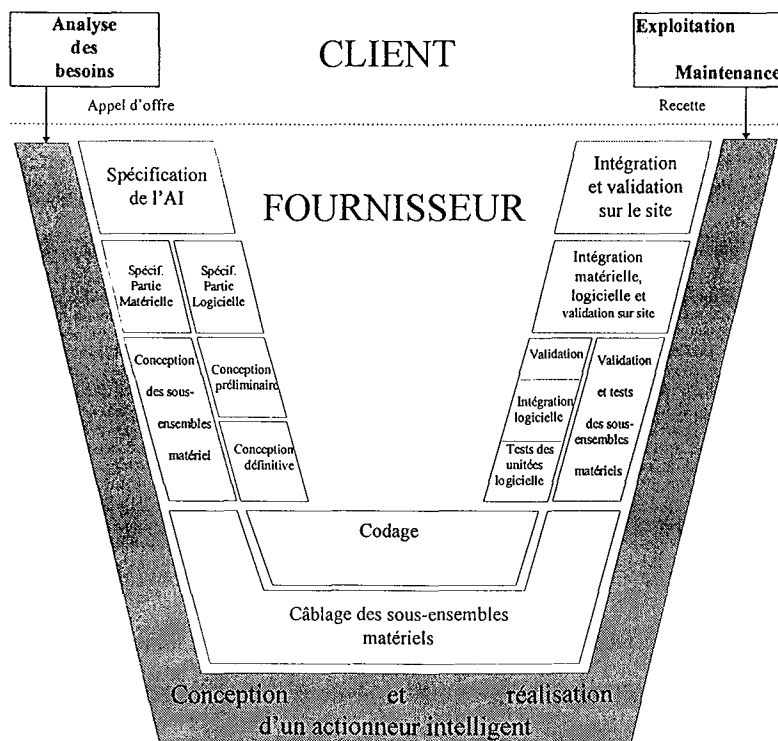 Analyse
des
besoins
CLIENT
Exploitation
Maintenance
Appel d'offre
Recette
Spécification
de l'AI
FOURNISSEUR
Intégration
et validation
sur le site
Spécif.
Partie
Matérielle
Spécif.
Partie
Logicielle
Intégration
matérielle,
logicielle et
validation sur site
Conception
des sous-
ensembles
matériel
Conception
préliminaire
Conception
définitive
Validation
Intégration
logicielle
Tests des
unitées
logicielle
Validation
et tests
des sous-
ensembles
matériels
Codage
Câblage des sous-ensembles
matériels
Conception et réalisation
d'un actionneur intelligent